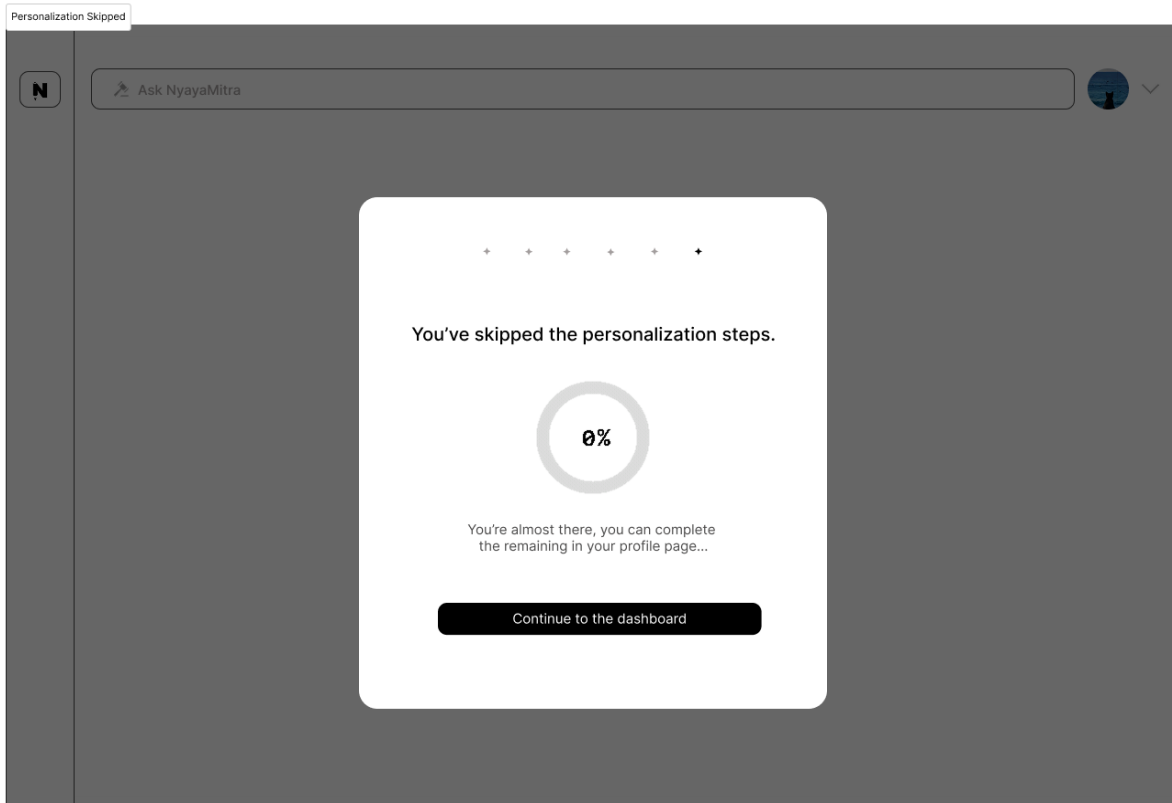 Personalization Skipped
N
Ask NyayaMitra
You’ve skipped the personalization steps.
0%
You’re almost there, you can complete
the remaining in your profile page...
Continue to the dashboard